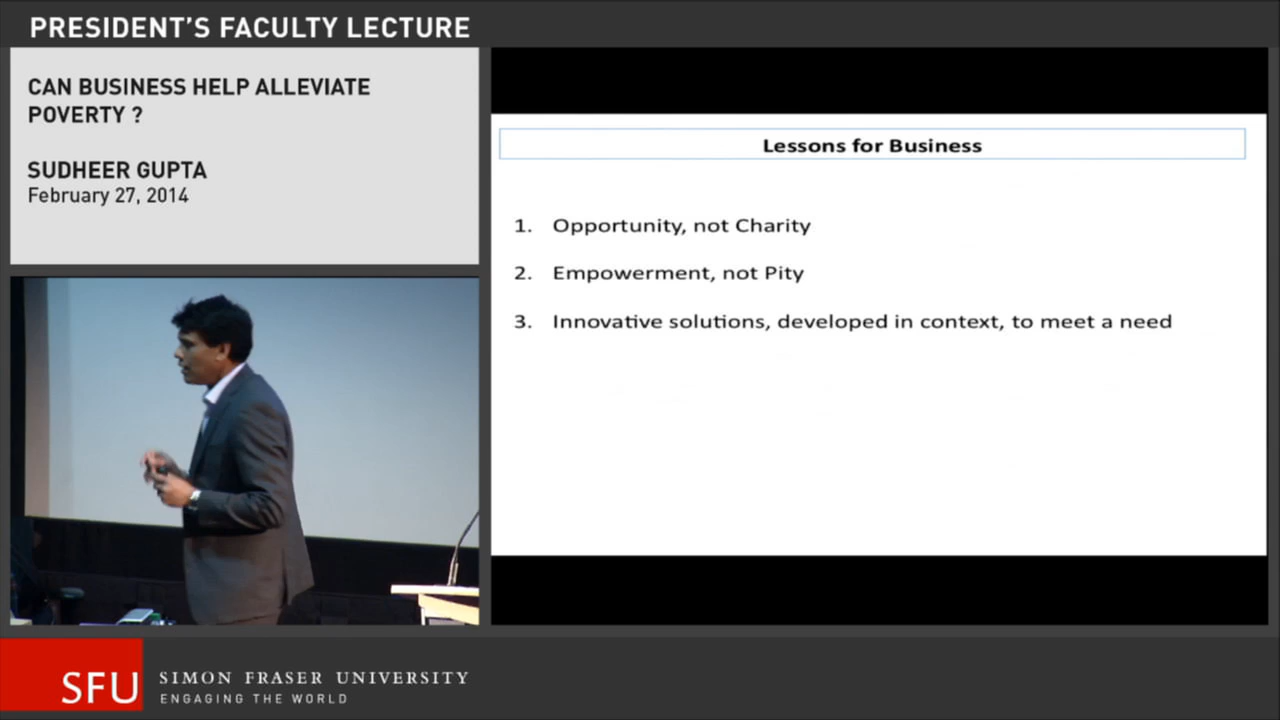 PRESIDENT'S FACULTY LECTURE
CAN BUSINESS HELP ALLEVIATE
POVERTY ?
SUDHEER GUPTA
February 27, 2014
Lessons for Business
1. Opportunity, not Charity
2. Empowerment, not Pity
3. Innovative solutions, developed in context, to meet a need
SFU
SIMON FRASER UNIVERSITY
ENGAGING THE WORLD